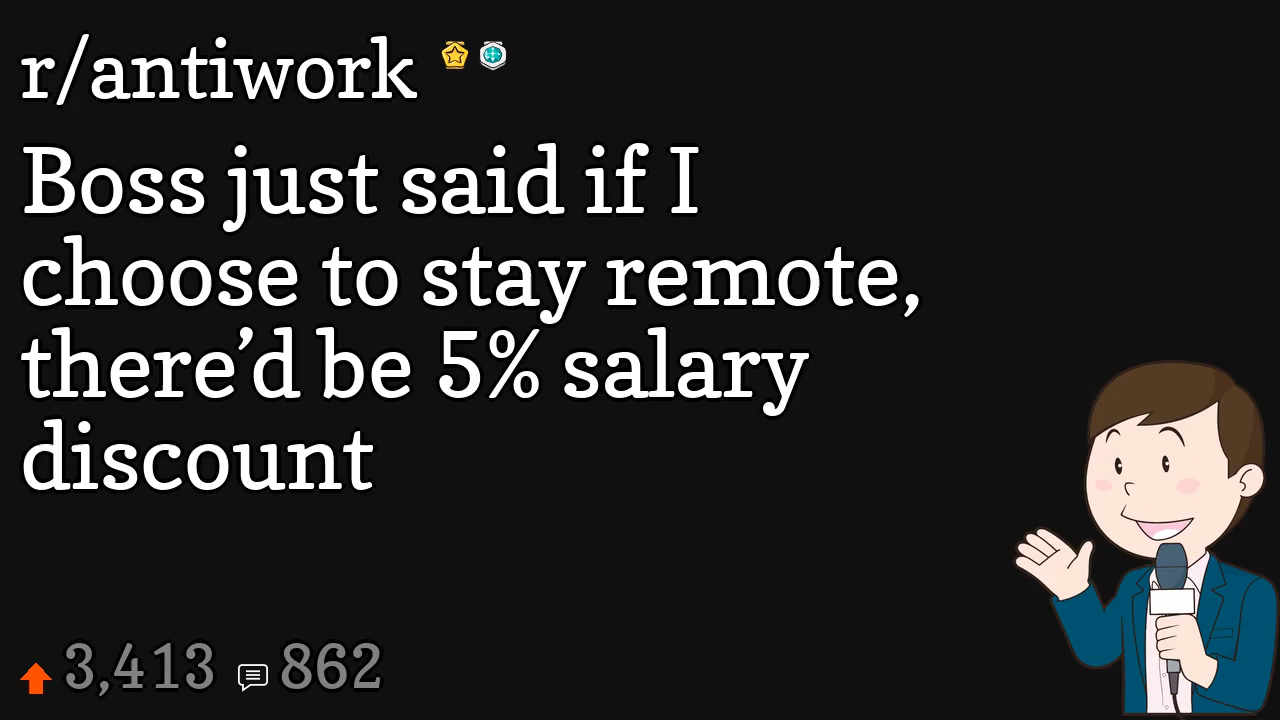 r/antiwork
Boss just said if I
choose to stay remote,
there’d be 5% salary
discount
3,413 862